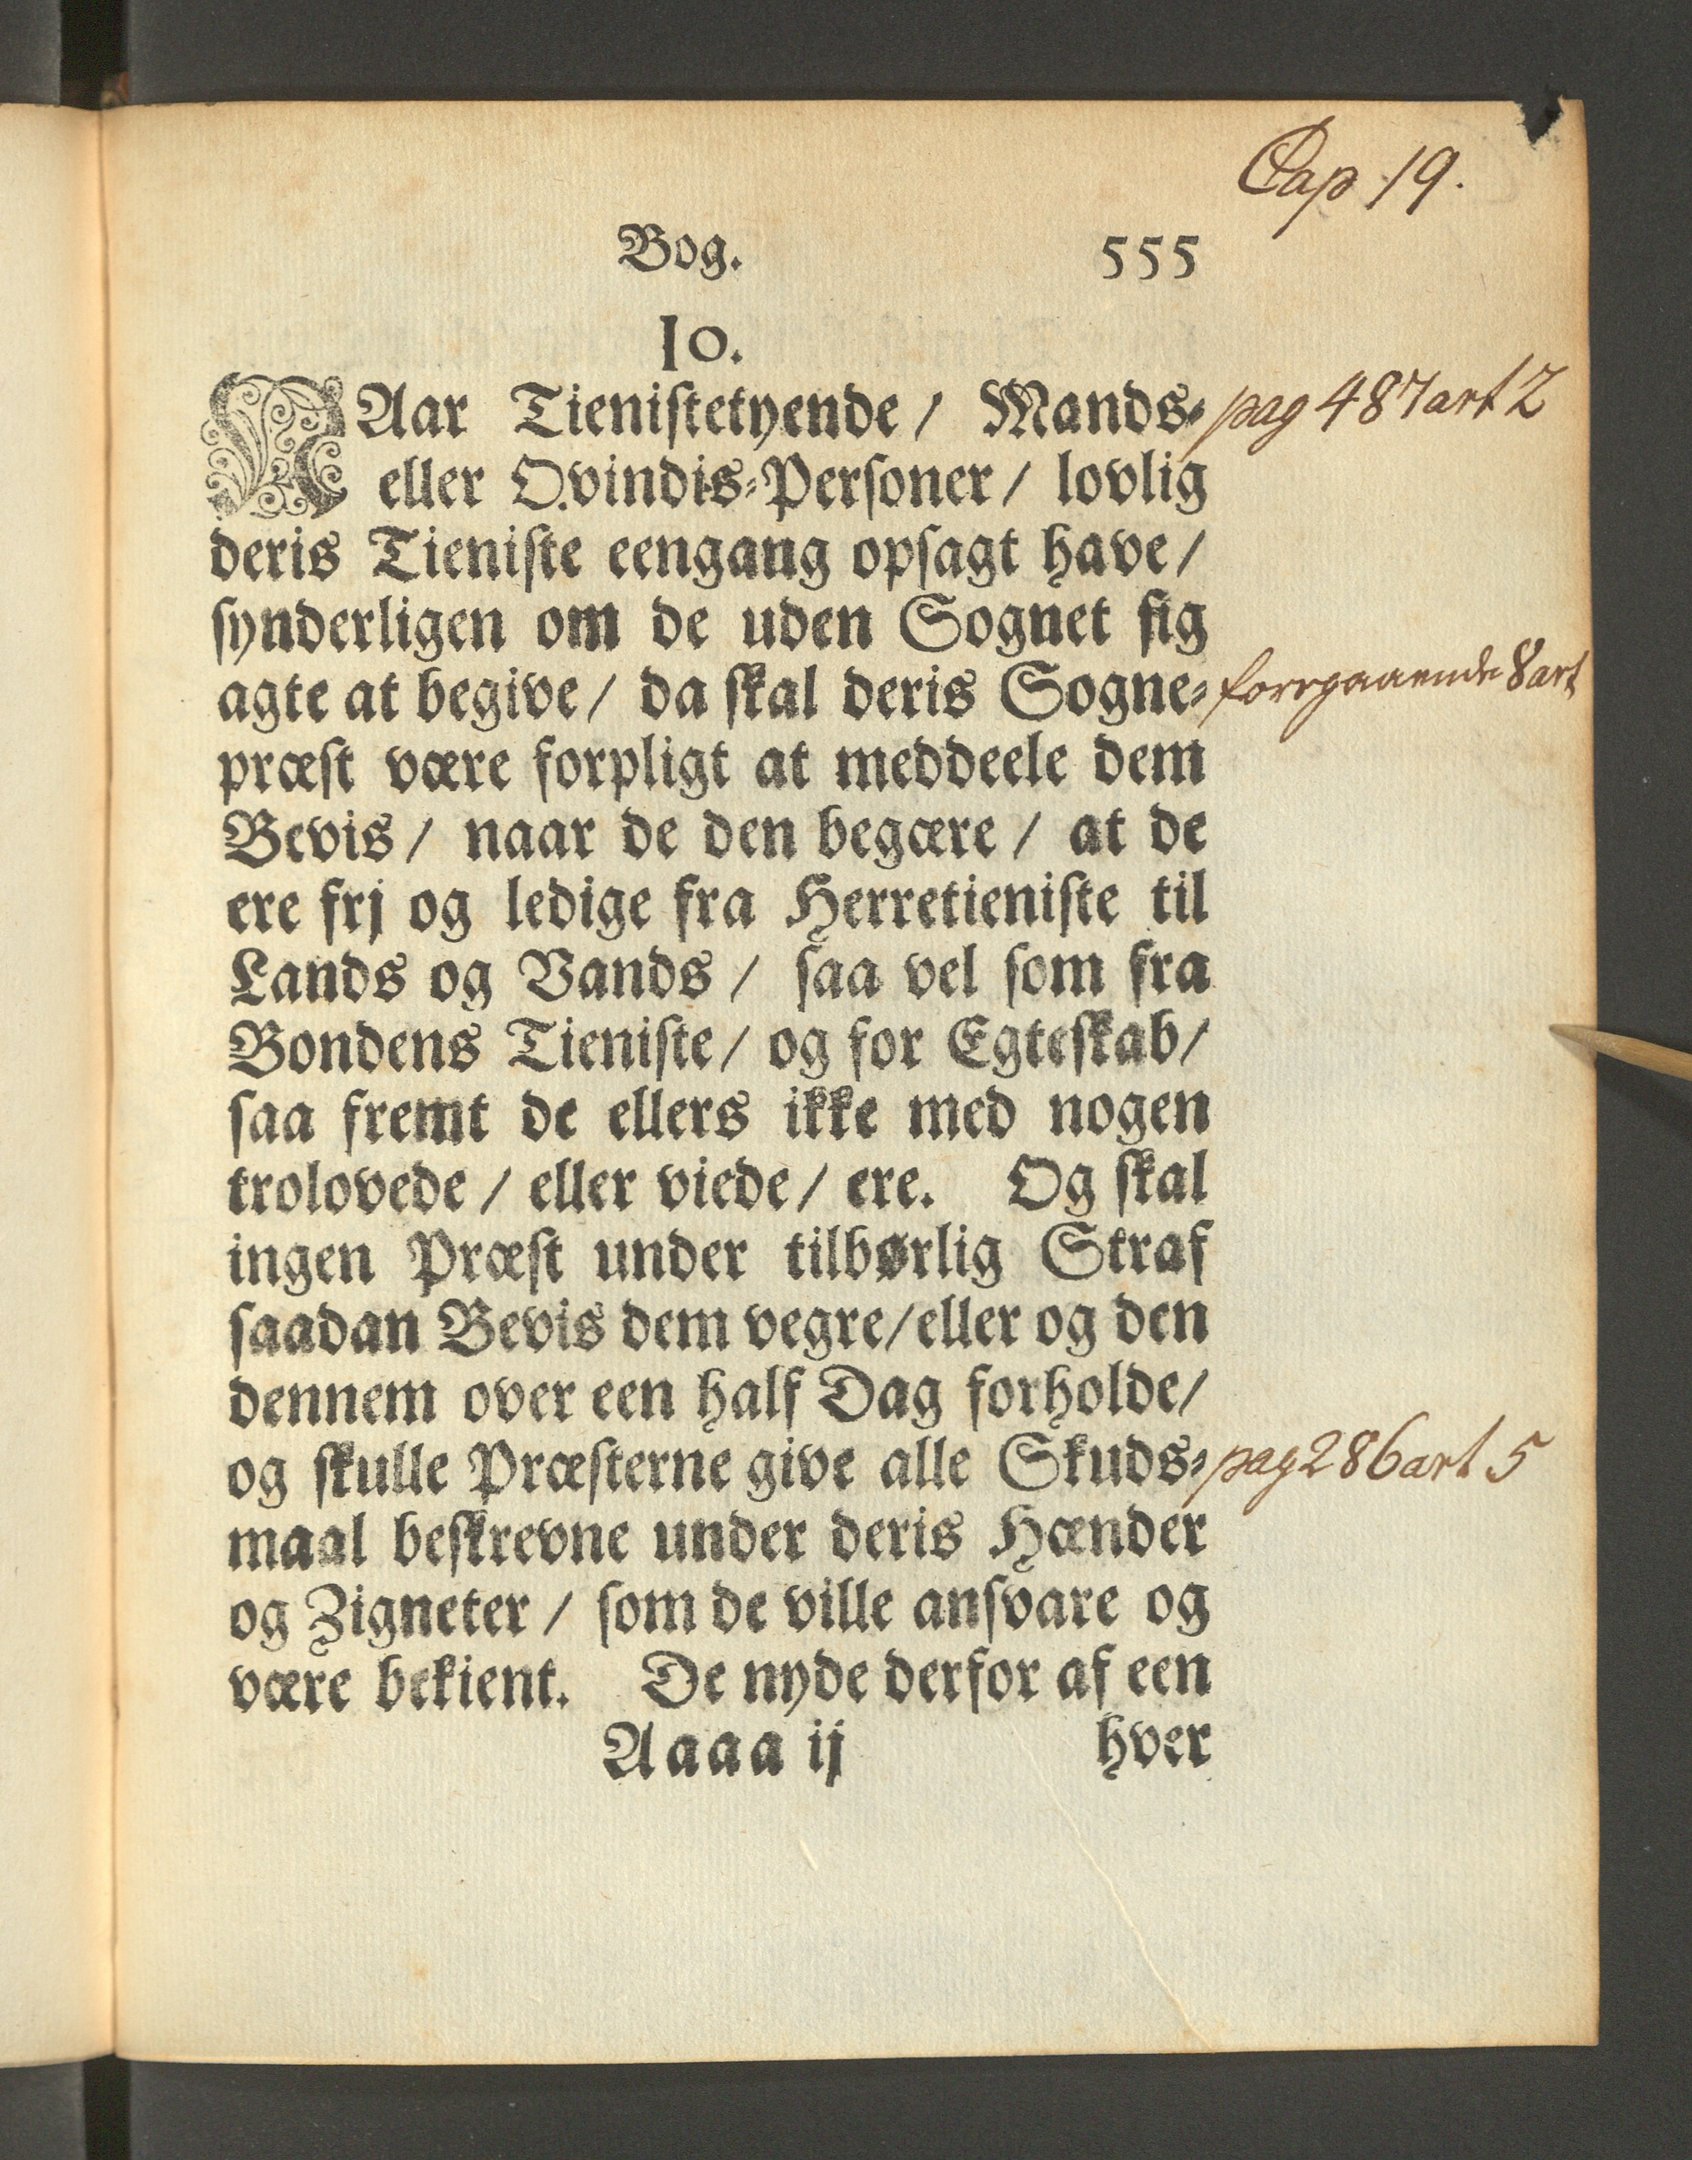 Cap 19.
Bog. 555
10.
NAar Tienistetyende / Mands- pag 487 art 2
eller Qvindis-Personer / lovlig
deris Tieniste eengang opsagt have /
synderligen om de uden Sognet sig
agte at begive / da skal deris Sogne- forrgaaende 8 art
præst være forpligt at meddeele dem
Bevis / naar de den begære / at de
ere frj og ledige fra Herretieniste til
Lands og Vands / saa vel som fra
Bondens Tieniste / og for Egteskab /
saa fremt de ellers ikke med nogen
trolovede / eller viede / ere. Og skal
ingen Præst under tilbørlig Straf
saadan Bevis dem vegre / eller og den
dennem over een half Dag forholde /
og skulle Præsterne give alle Skuds- pag 286 art 5
maal beskrevne under deris Hænder
og Zigneter / som de ville ansvare og
være bekient. De nyde derfor af een
Aaaa ij hver